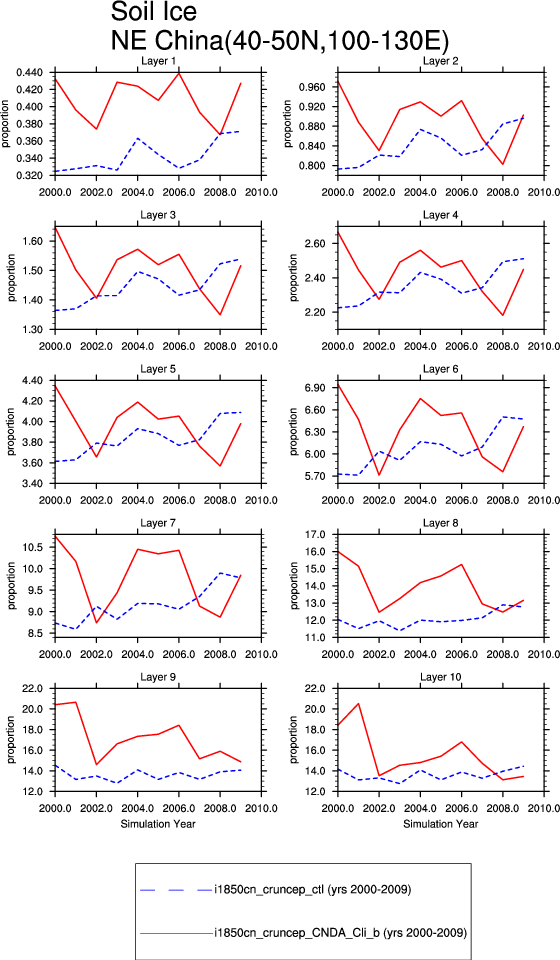 Soil Ice
NE China(40-50N,100-130E)
Layer 1
Layer 2
0.440
0.420
0.400
0.380
0.360
0.340
0.320
proportion
2000.0 2002.0 2004.0 2006.0 2008.0 2010.0
0.960
0.920
0.880
0.840
0.800
2000.0 2002.0 2004.0 2006.0 2008.0 2010.0
Layer 3
Layer 4
1.60
1.50
1.40
1.30
proportion
2000.0 2002.0 2004.0 2006.0 2008.0 2010.0
2.60
2.40
2.20
2000.0 2002.0 2004.0 2006.0 2008.0 2010.0
Layer 5
Layer 6
4.40
4.20
4.00
3.80
3.60
3.40
proportion
2000.0 2002.0 2004.0 2006.0 2008.0 2010.0
6.90
6.60
6.30
6.00
5.70
2000.0 2002.0 2004.0 2006.0 2008.0 2010.0
Layer 7
Layer 8
10.5
10.0
9.5
9.0
8.5
proportion
2000.0 2002.0 2004.0 2006.0 2008.0 2010.0
17.0
16.0
15.0
14.0
13.0
12.0
11.0
2000.0 2002.0 2004.0 2006.0 2008.0 2010.0
Layer 9
Layer 10
22.0
20.0
18.0
16.0
14.0
12.0
proportion
2000.0 2002.0 2004.0 2006.0 2008.0 2010.0
Simulation Year
22.0
20.0
18.0
16.0
14.0
12.0
2000.0 2002.0 2004.0 2006.0 2008.0 2010.0
Simulation Year
i1850cn_cruncep_ctl (yrs 2000-2009)
i1850cn_cruncep_CNDA_Cli_b (yrs 2000-2009)